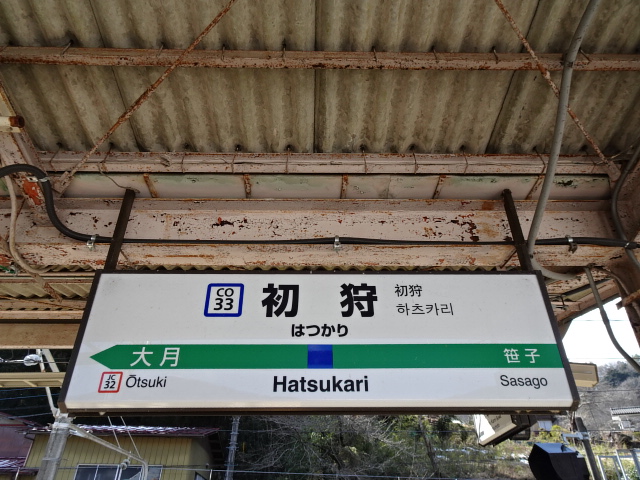 CO
33
初狩
初狩
하츠카리
はつかり
大月
笹子
JC
32
Ōtsuki
Hatsukari
Sasago